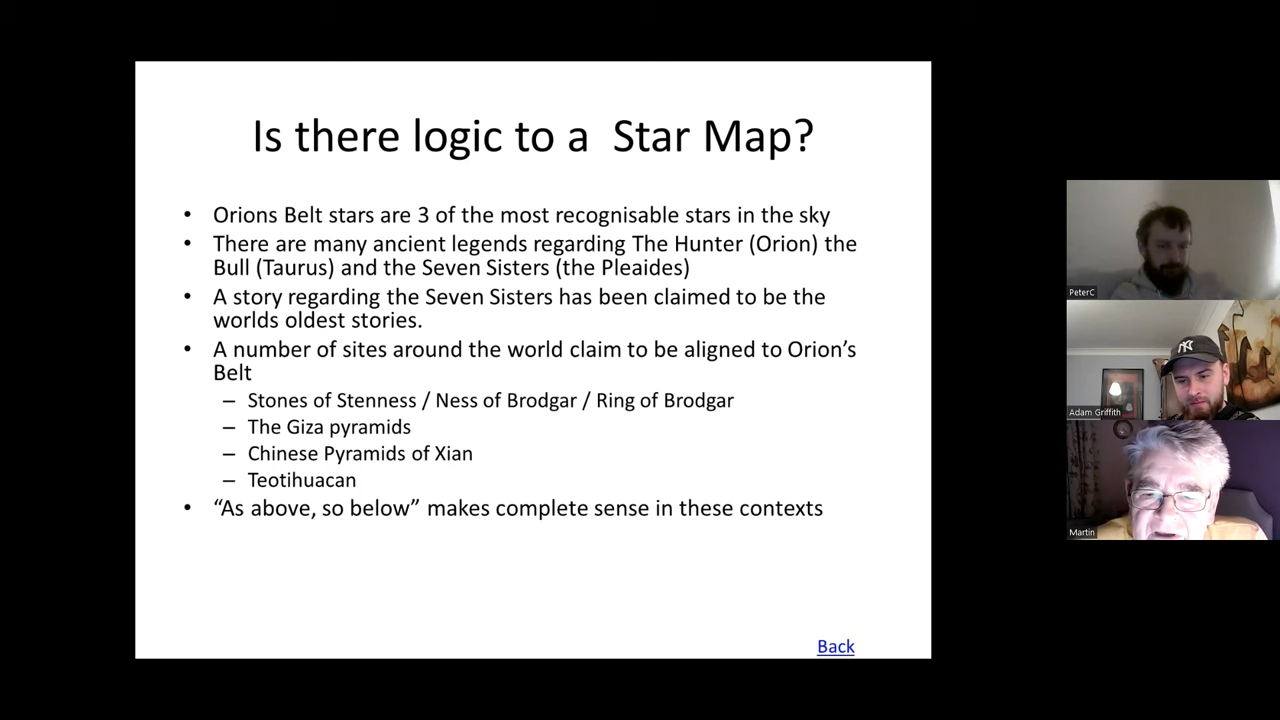 Is there logic to a  Star Map?
• Orions Belt stars are 3 of the most recognisable stars in the sky
• There are many ancient legends regarding The Hunter (Orion) the
Bull (Taurus) and the Seven Sisters (the Pleaides)
• A story regarding the Seven Sisters has been claimed to be the
worlds oldest stories.
• A number of sites around the world claim to be aligned to Orion’s
Belt
– Stones of Stenness / Ness of Brodgar / Ring of Brodgar
– The Giza pyramids
– Chinese Pyramids of Xian
– Teotihuacan
• “As above, so below” makes complete sense in these contexts
Back
PeterC
Adam Griffith
Martin